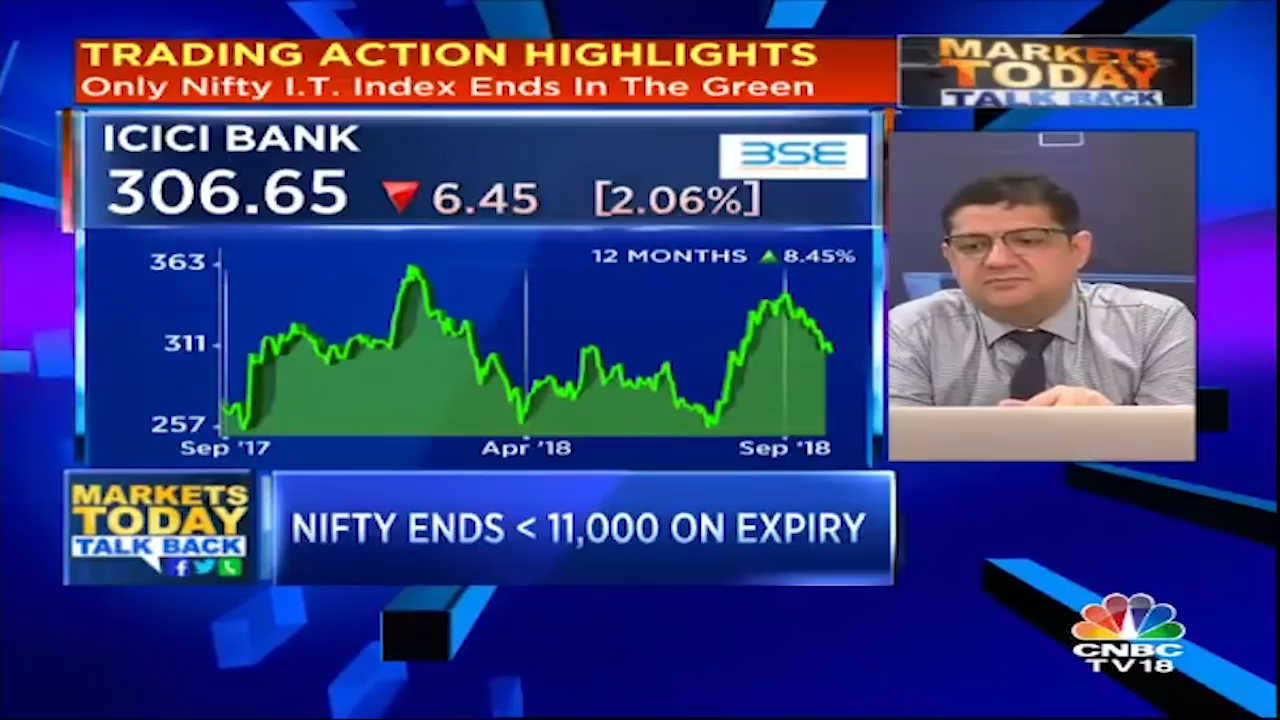 TRADING ACTION HIGHLIGHTS
Only Nifty I.T. Index Ends In The Green
MARKETS
TODAY
TALK BACK
ICICI BANK
BSE
306.65 ▼ 6.45 [2.06%]
12 MONTHS ▲ 8.45%
363
311
257
Sep '17 Apr '18 Sep '18
MARKETS
TODAY
TALK BACK
NIFTY ENDS < 11,000 ON EXPIRY
CNBC
TV18